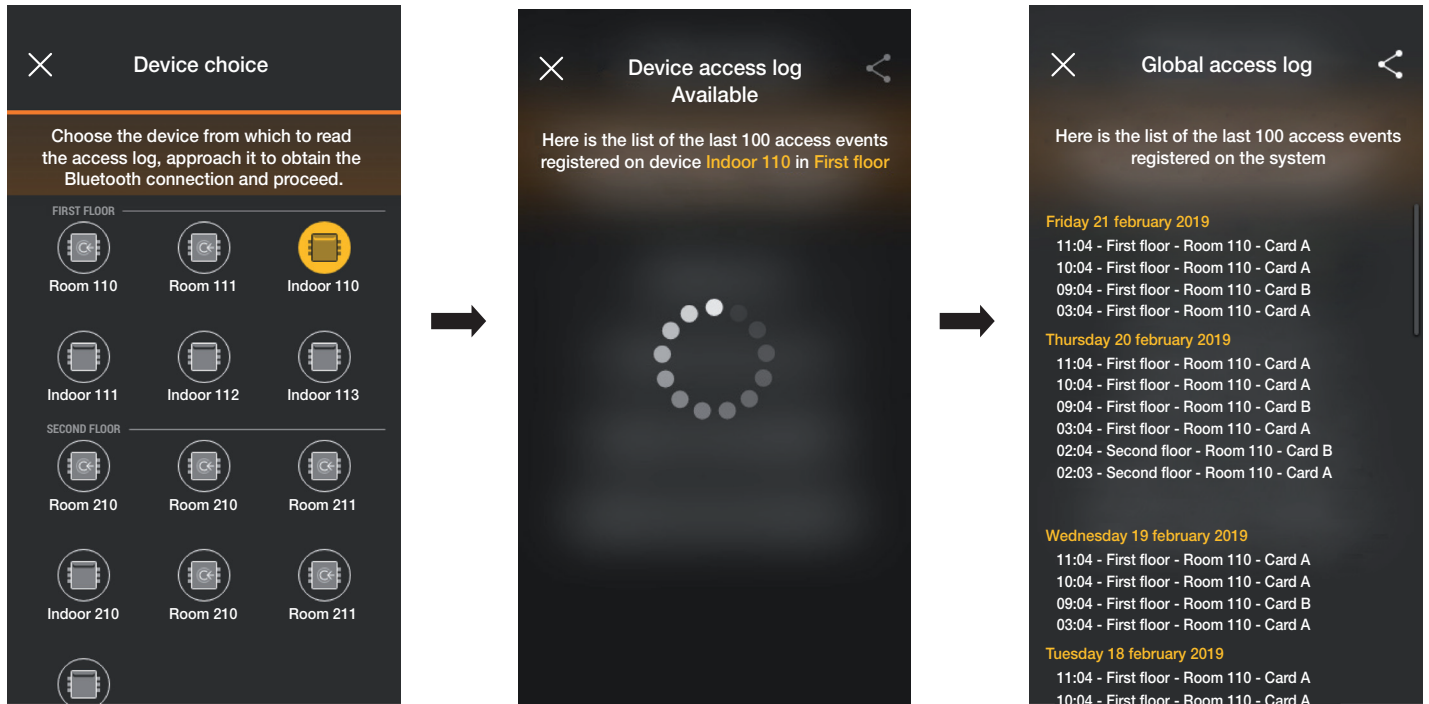 Device choice
Choose the device from which to read
the access log, approach it to obtain the
Bluetooth connection and proceed.
FIRST FLOOR
Room 110 Room 111 Indoor 110
Indoor 111 Indoor 112 Indoor 113
SECOND FLOOR
Room 210 Room 210 Room 211
Indoor 210 Room 210 Room 211
Device access log
Available
Here is the list of the last 100 access events
registered on device Indoor 110 in First floor
Global access log
Here is the list of the last 100 access events
registered on the system
Friday 21 february 2019
11:04 - First floor - Room 110 - Card A
10:04 - First floor - Room 110 - Card A
09:04 - First floor - Room 110 - Card B
03:04 - First floor - Room 110 - Card A
Thursday 20 february 2019
11:04 - First floor - Room 110 - Card A
10:04 - First floor - Room 110 - Card A
09:04 - First floor - Room 110 - Card B
03:04 - First floor - Room 110 - Card A
02:04 - Second floor - Room 110 - Card B
02:03 - Second floor - Room 110 - Card A
Wednesday 19 february 2019
11:04 - First floor - Room 110 - Card A
10:04 - First floor - Room 110 - Card A
09:04 - First floor - Room 110 - Card B
03:04 - First floor - Room 110 - Card A
Tuesday 18 february 2019
11:04 - First floor - Room 110 - Card A
10:04 - First floor - Room 110 - Card A